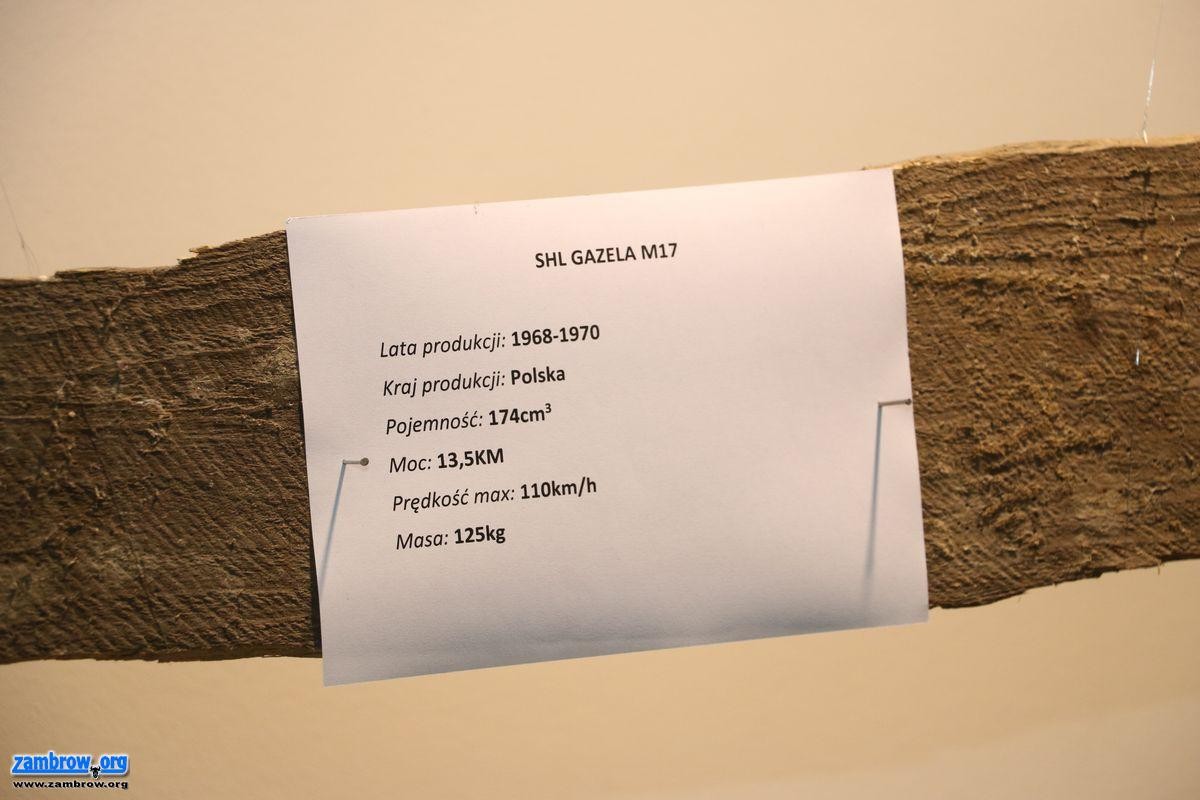 SHL GAZELA M17
Lata produkcji: 1968-1970
Kraj produkcji: Polska
Pojemność: 174cm³
Moc: 13,5KM
Prędkość max: 110km/h
Masa: 125kg
zambrow.org
www.zambrow.org